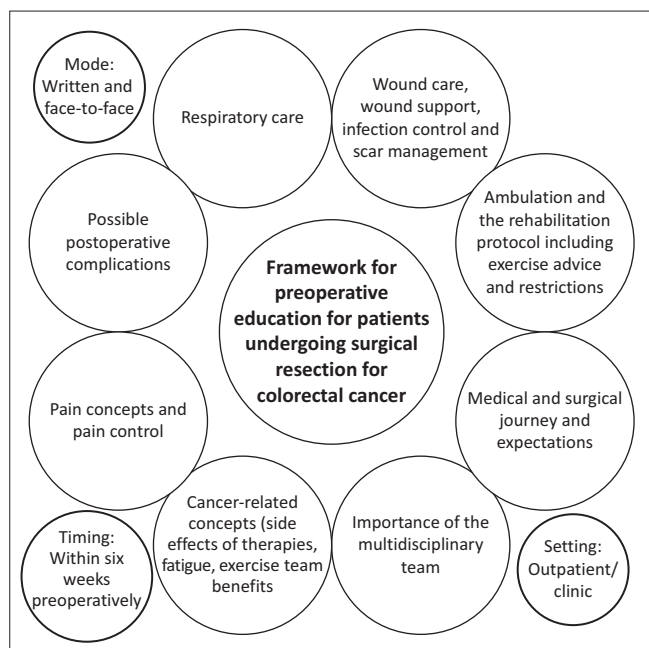 Mode:
Written and
face-to-face
Respiratory care
Wound care,
wound support,
infection control and
scar management
Possible
postoperative
complications
Ambulation and
the rehabilitation
protocol including
exercise advice
and restrictions
Framework for
preoperative
education for patients
undergoing surgical
resection for
colorectal cancer
Pain concepts and
pain control
Medical and surgical
journey and
expectations
Cancer-related
concepts (side
effects of therapies,
fatigue, exercise team
benefits
Importance of the
multidisciplinary
team
Timing:
Within six
weeks
preoperatively
Setting:
Outpatient/
clinic